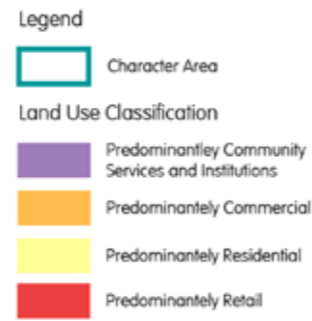 Legend
Character Area
Land Use Classification
Predominantley Community
Services and Institutions
Predominantely Commercial
Predominantely Residential
Predominantely Retail